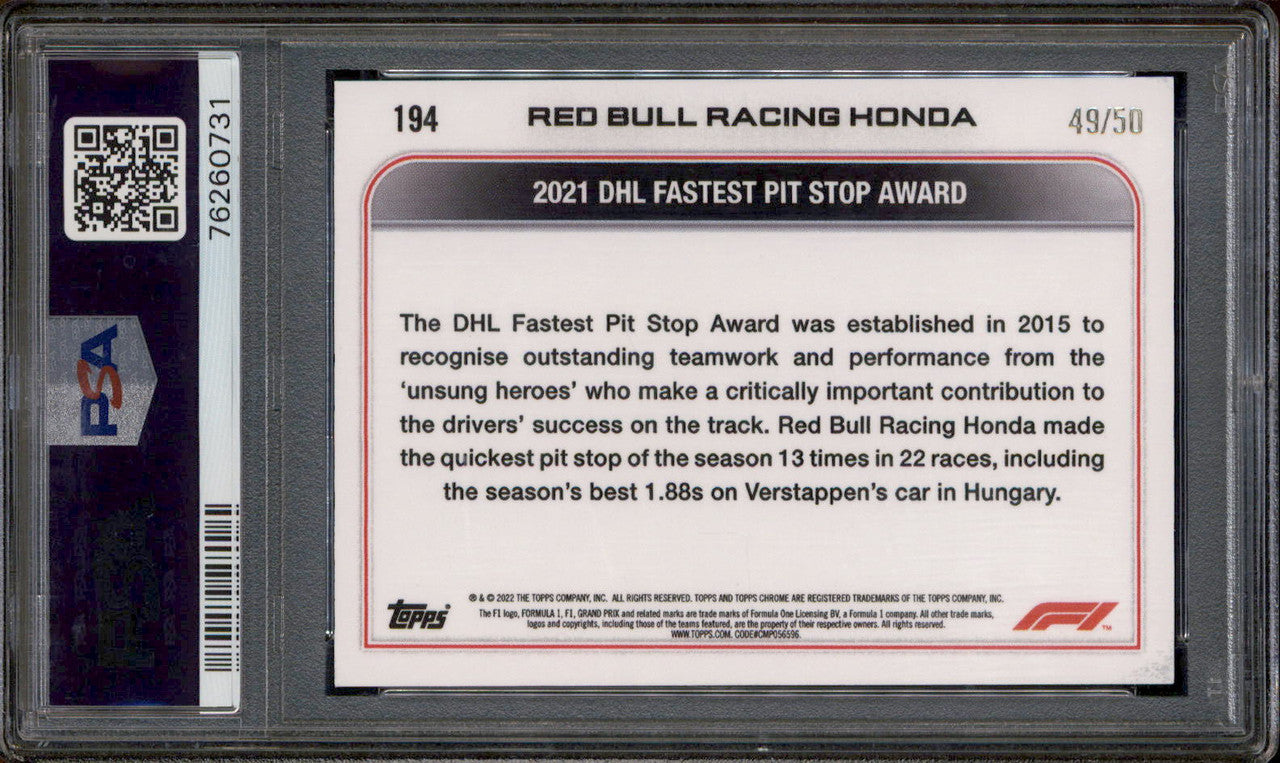 76260731
PSA
194 RED BULL RACING HONDA 49/50
2021 DHL FASTEST PIT STOP AWARD
The DHL Fastest Pit Stop Award was established in 2015 to
recognise outstanding teamwork and performance from the
‘unsung heroes’ who make a critically important contribution to
the drivers’ success on the track. Red Bull Racing Honda made
the quickest pit stop of the season 13 times in 22 races, including
the season’s best 1.88s on Verstappen’s car in Hungary.
topps
® & © 2022 THE TOPPS COMPANY, INC. ALL RIGHTS RESERVED. TOPPS AND TOPPS CHROME ARE REGISTERED TRADEMARKS OF THE TOPPS COMPANY, INC.
The F1 logo, FORMULA 1, F1, GRAND PRIX and related marks are trade marks of Formula One Licensing BV, a Formula 1 company. All other trade marks,
logos and copyrights, including those of the teams featured, are the property of their respective owners. All rights reserved.
WWW.TOPPS.COM. CODE#CMP056596.
F1 TM